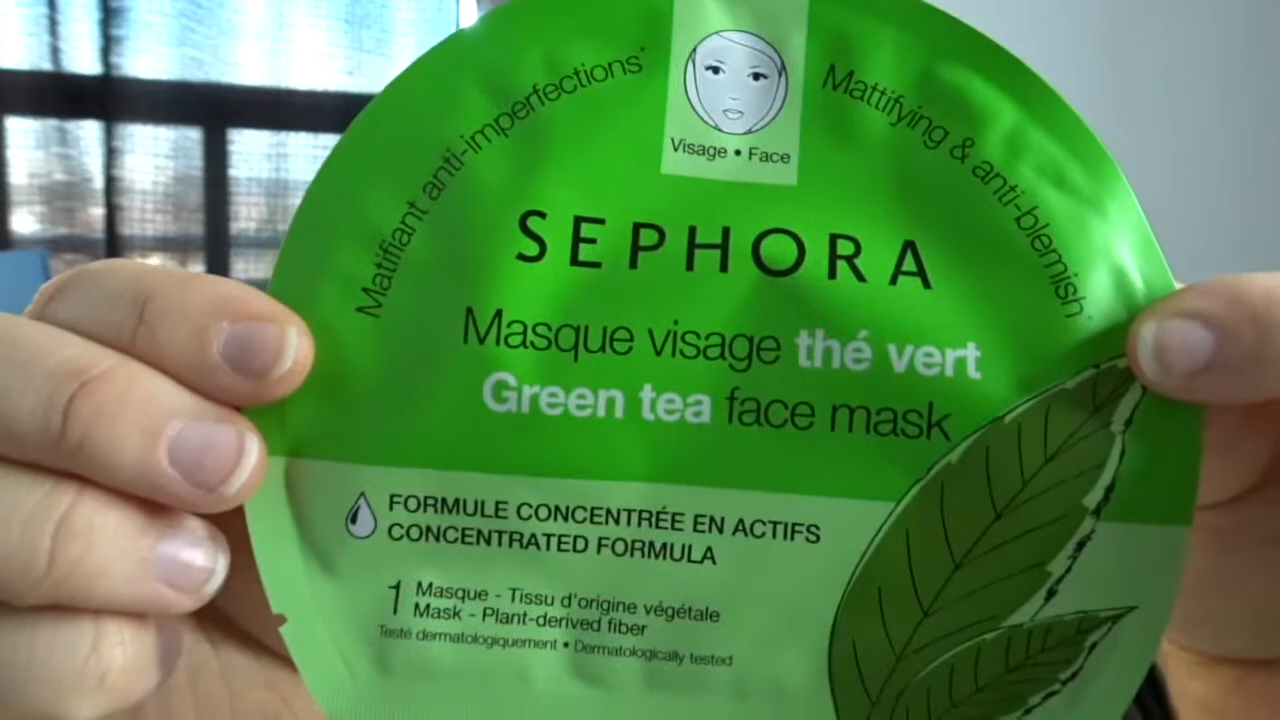 Matifiant anti-imperfections*
Visage • Face
Mattifying & anti-blemish*
SEPHORA
Masque visage thé vert
Green tea face mask
FORMULE CONCENTRÉE EN ACTIFS
CONCENTRATED FORMULA
1 Masque - Tissu d'origine végétale
Mask - Plant-derived fiber
Testé dermatologiquement • Dermatologically tested